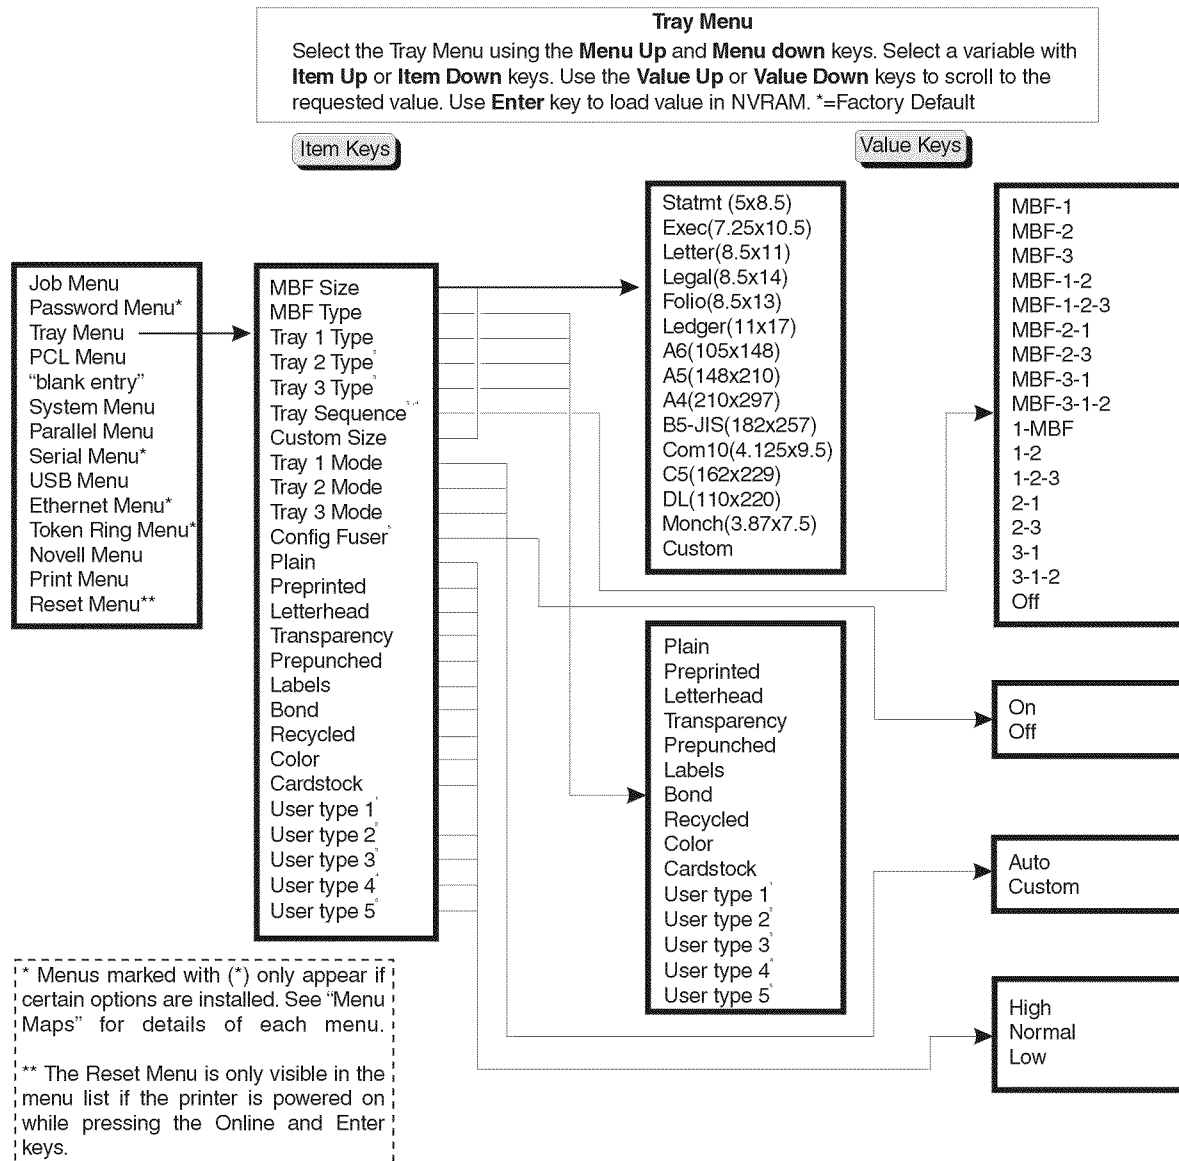 Tray Menu
Select the Tray Menu using the Menu Up and Menu down keys. Select a variable with
Item Up or Item Down keys. Use the Value Up or Value Down keys to scroll to the
requested value. Use Enter key to load value in NVRAM. *=Factory Default
Item Keys
Value Keys
Job Menu
Password Menu*
Tray Menu
PCL Menu
“blank entry”
System Menu
Parallel Menu
Serial Menu*
USB Menu
Ethernet Menu*
Token Ring Menu*
Novell Menu
Print Menu
Reset Menu**
MBF Size
MBF Type
Tray 1 Type
Tray 2 Type
Tray 3 Type
Tray Sequence
Custom Size
Tray 1 Mode
Tray 2 Mode
Tray 3 Mode
Config Fuser
Plain
Preprinted
Letterhead
Transparency
Prepunched
Labels
Bond
Recycled
Color
Cardstock
User type 1
User type 2
User type 3
User type 4
User type 5
Statmt (5x8.5)
Exec(7.25x10.5)
Letter(8.5x11)
Legal(8.5x14)
Folio(8.5x13)
Ledger(11x17)
A6(105x148)
A5(148x210)
A4(210x297)
B5-JIS(182x257)
Com10(4.125x9.5)
C5(162x229)
DL(110x220)
Monch(3.87x7.5)
Custom
Plain
Preprinted
Letterhead
Transparency
Prepunched
Labels
Bond
Recycled
Color
Cardstock
User type 1
User type 2
User type 3
User type 4
User type 5
MBF-1
MBF-2
MBF-3
MBF-1-2
MBF-1-2-3
MBF-2-1
MBF-2-3
MBF-3-1
MBF-3-1-2
1-MBF
1-2
1-2-3
2-1
2-3
3-1
3-1-2
Off
On
Off
Auto
Custom
High
Normal
Low
* Menus marked with (*) only appear if
certain options are installed. See “Menu
Maps” for details of each menu.
** The Reset Menu is only visible in the
menu list if the printer is powered on
while pressing the Online and Enter
keys.